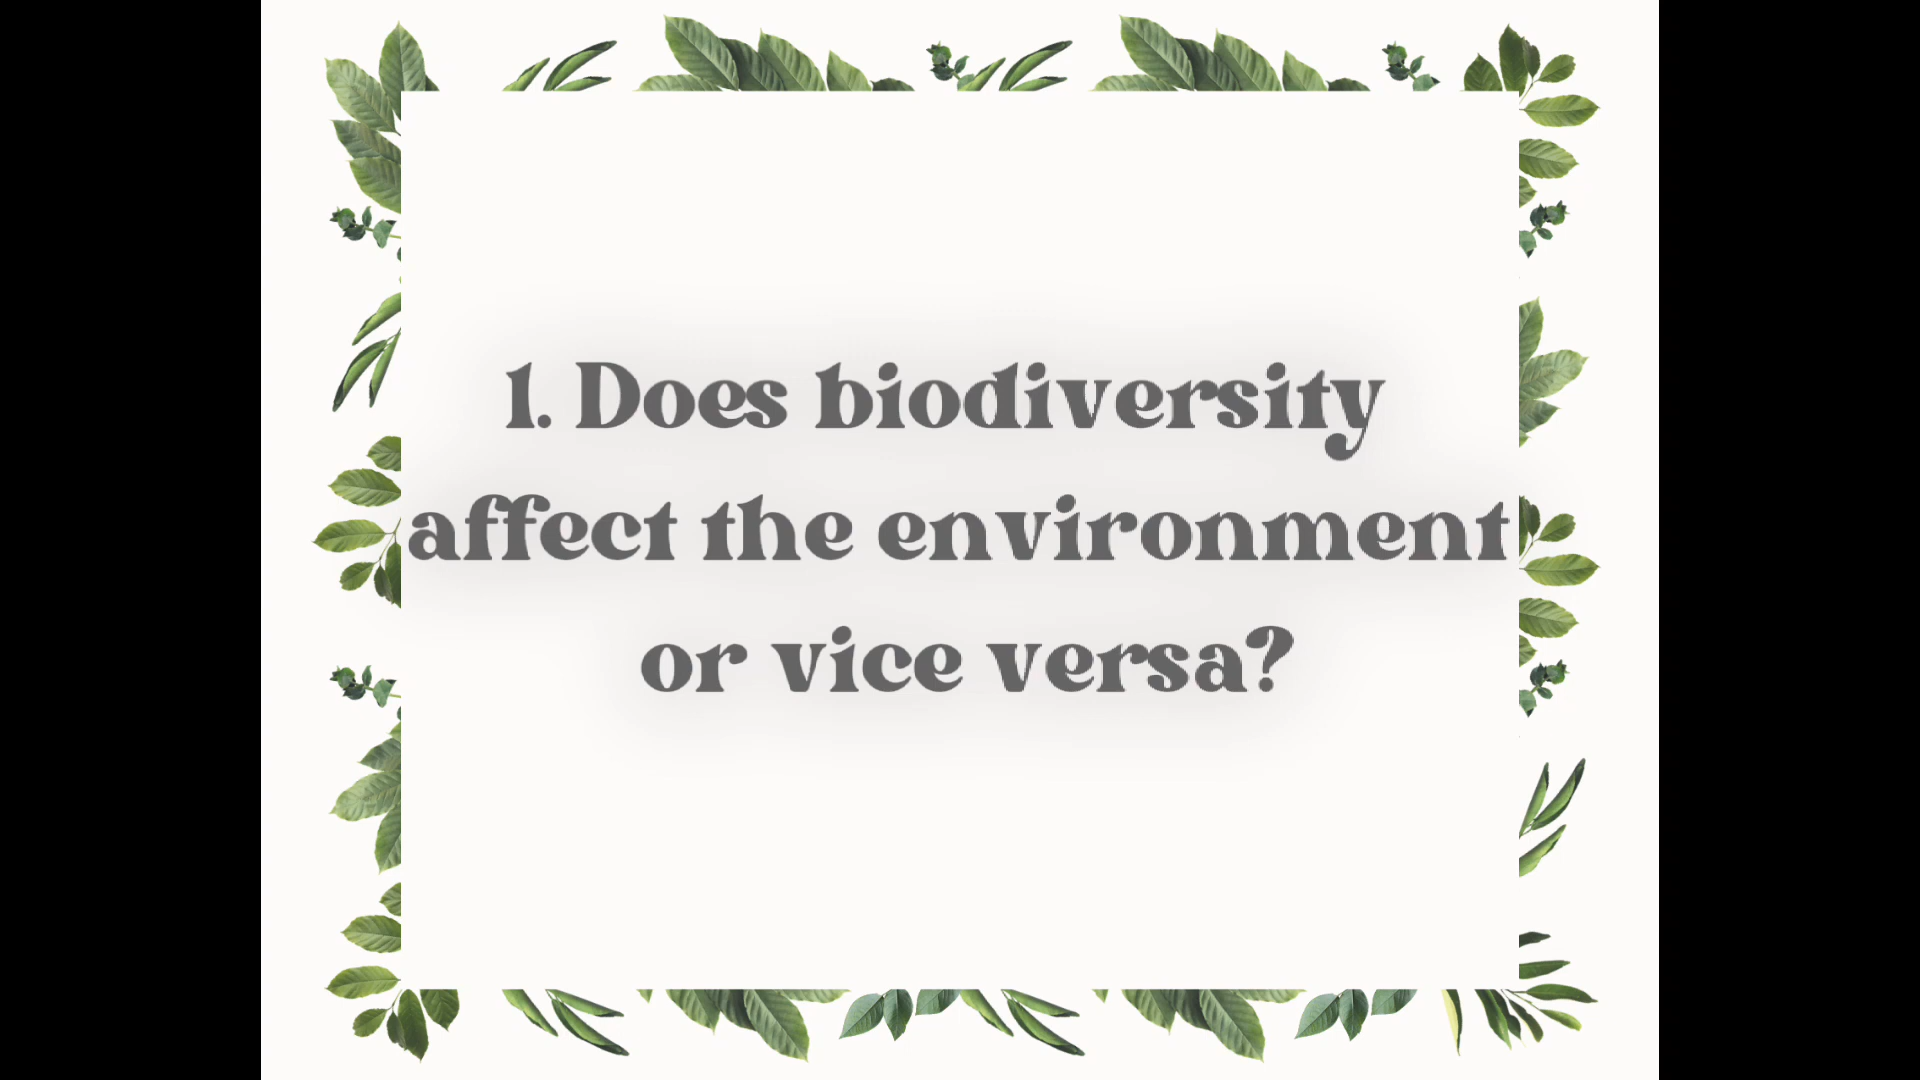 1. Does biodiversity
affect the environment
or vice versa?